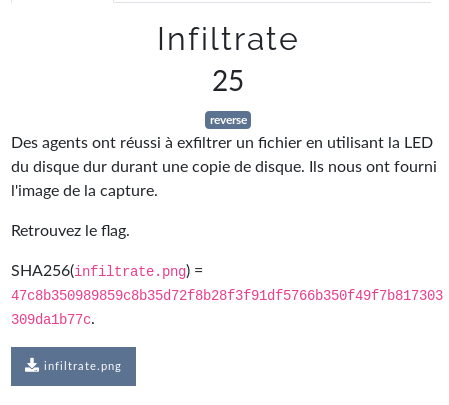 Infiltrate
25
reverse
Des agents ont réussi à exfiltrer un fichier en utilisant la LED
du disque dur durant une copie de disque. Ils nous ont fourni
l'image de la capture.
Retrouvez le flag.
SHA256(infiltrate.png) =
47c8b350989859c8b35d72f8b28f3f91df5766b350f49f7b817303
309da1b77c.
infiltrate.png